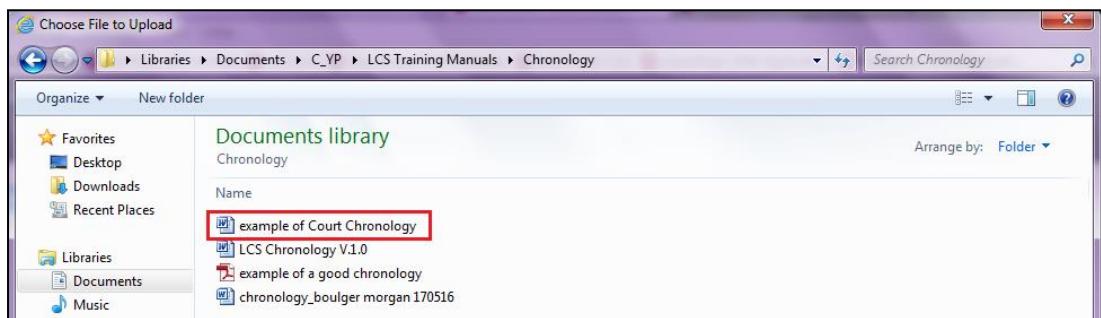 Choose File to Upload
Libraries ▸ Documents ▸ C_YP ▸ LCS Training Manuals ▸ Chronology
Search Chronology
Organize
New folder
Favorites
Desktop
Downloads
Recent Places
Libraries
Documents
Music
Documents library
Chronology
Arrange by: Folder
Name
example of Court Chronology
LCS Chronology V.1.0
example of a good chronology
chronology_boulger morgan 170516